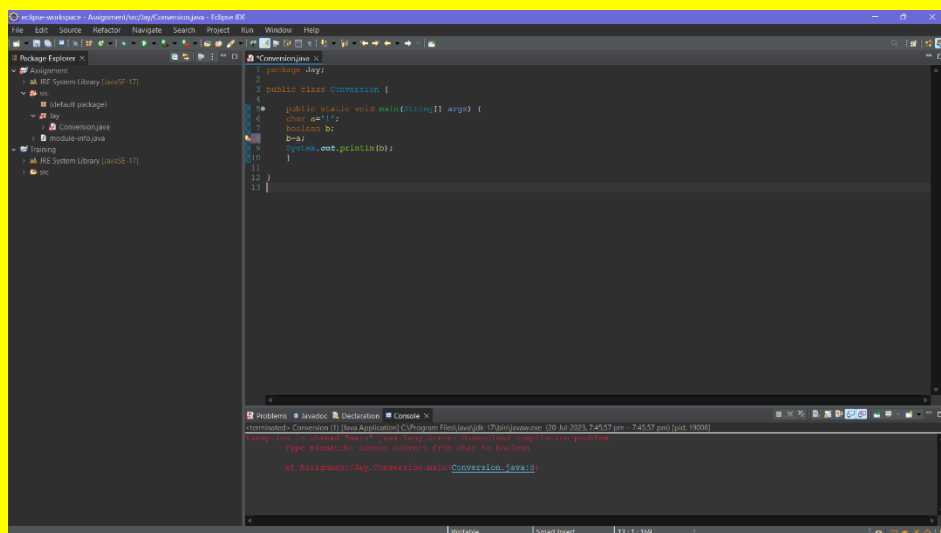 eclipse-workspace - Assignment/src/Jay/Conversion.java - Eclipse IDE
File Edit Source Refactor Navigate Search Project Run Window Help
Package Explorer
Assignment
JRE System Library [JavaSE-17]
src
(default package)
Jay
Conversion.java
module-info.java
Training
JRE System Library [JavaSE-17]
src
*Conversion.java
1 package Jay;
2
3 public class Conversion {
4
5 public static void main(String[] args) {
6 char a='1';
7 boolean b;
8 b=a;
9 System.out.println(b);
10 }
11
12 }
13
Problems Javadoc Declaration Console
<terminated> Conversion (1) [Java Application] C:\Program Files\Java\jdk-17\bin\javaw.exe (20-Jul-2023, 7:45:57 pm – 7:45:57 pm) [pid: 19008]
Exception in thread "main" java.lang.Error: Unresolved compilation problem:
Type mismatch: cannot convert from char to boolean
at Assignment/Jay.Conversion.main(Conversion.java:8)
Writable Smart Insert 13 : 1 : 169